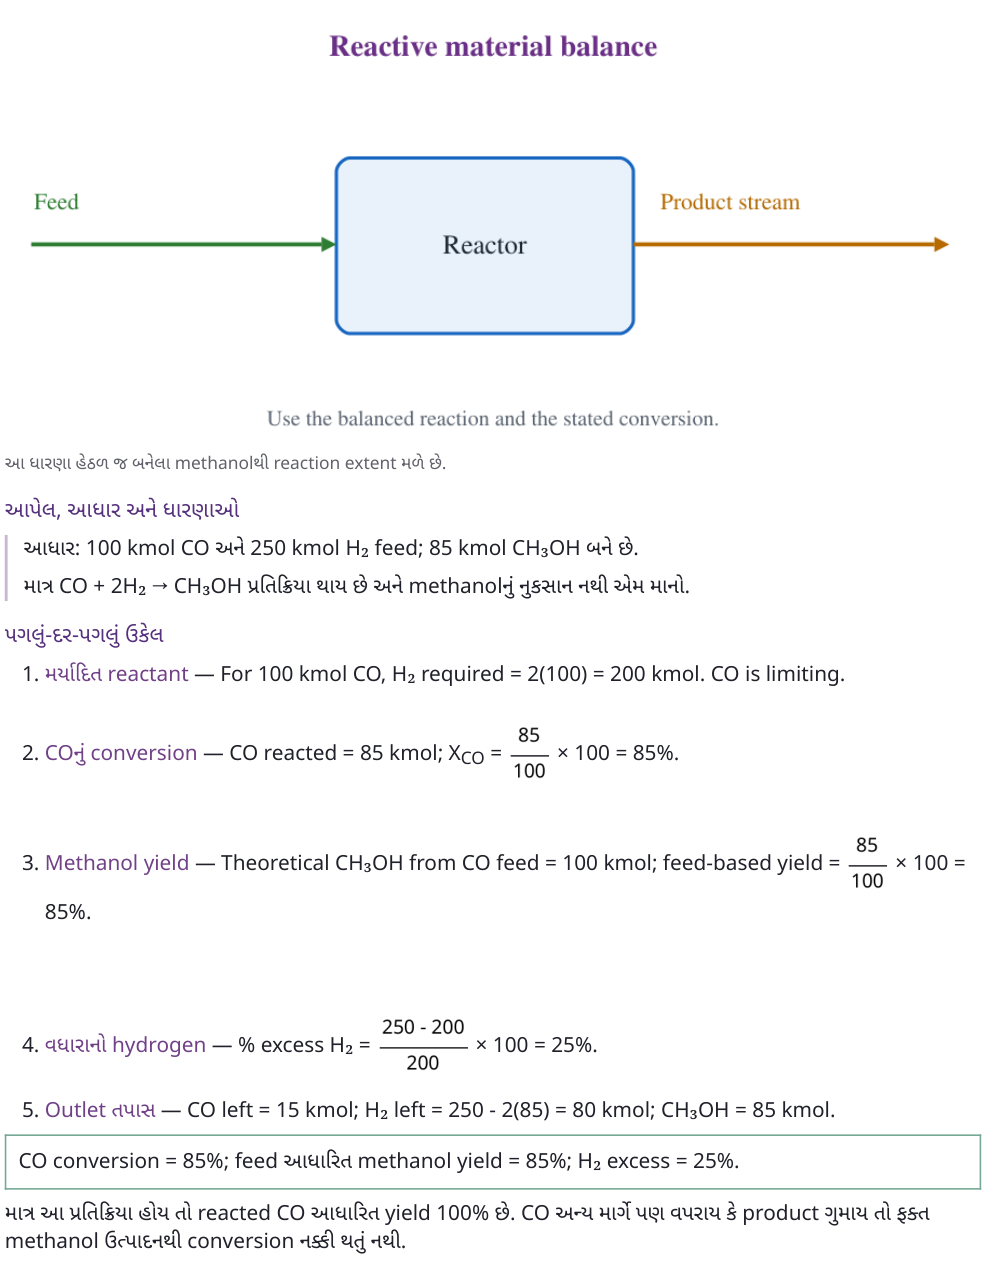 Reactive material balance
Feed
Product stream
Reactor
Use the balanced reaction and the stated conversion.
આ ધારણા હેઠળ જ બનેલા methanolથી reaction extent મળે છે.
આપેલ, આધાર અને ધારણાઓ
આધાર: 100 kmol CO અને 250 kmol H₂ feed; 85 kmol CH₃OH બને છે.
માત્ર CO + 2H₂ → CH₃OH પ્રતિક્રિયા થાય છે અને methanolનું નુકસાન નથી એમ માનો.
પગલું-દર-પગલું ઉકેલ
1. મર્યાદિત reactant — For 100 kmol CO, H₂ required = 2(100) = 200 kmol. CO is limiting.
2. COનું conversion — CO reacted = 85 kmol; X_CO = 85/100 × 100 = 85%.
3. Methanol yield — Theoretical CH₃OH from CO feed = 100 kmol; feed-based yield = 85/100 × 100 =
85%.
4. વધારાનો hydrogen — % excess H₂ = (250 - 200)/200 × 100 = 25%.
5. Outlet તપાસ — CO left = 15 kmol; H₂ left = 250 - 2(85) = 80 kmol; CH₃OH = 85 kmol.
CO conversion = 85%; feed આધારિત methanol yield = 85%; H₂ excess = 25%.
માત્ર આ પ્રતિક્રિયા હોય તો reacted CO આધારિત yield 100% છે. CO અન્ય માર્ગે પણ વપરાય કે product ગુમાય તો ફક્ત
methanol ઉત્પાદનથી conversion નક્કી થતું નથી.